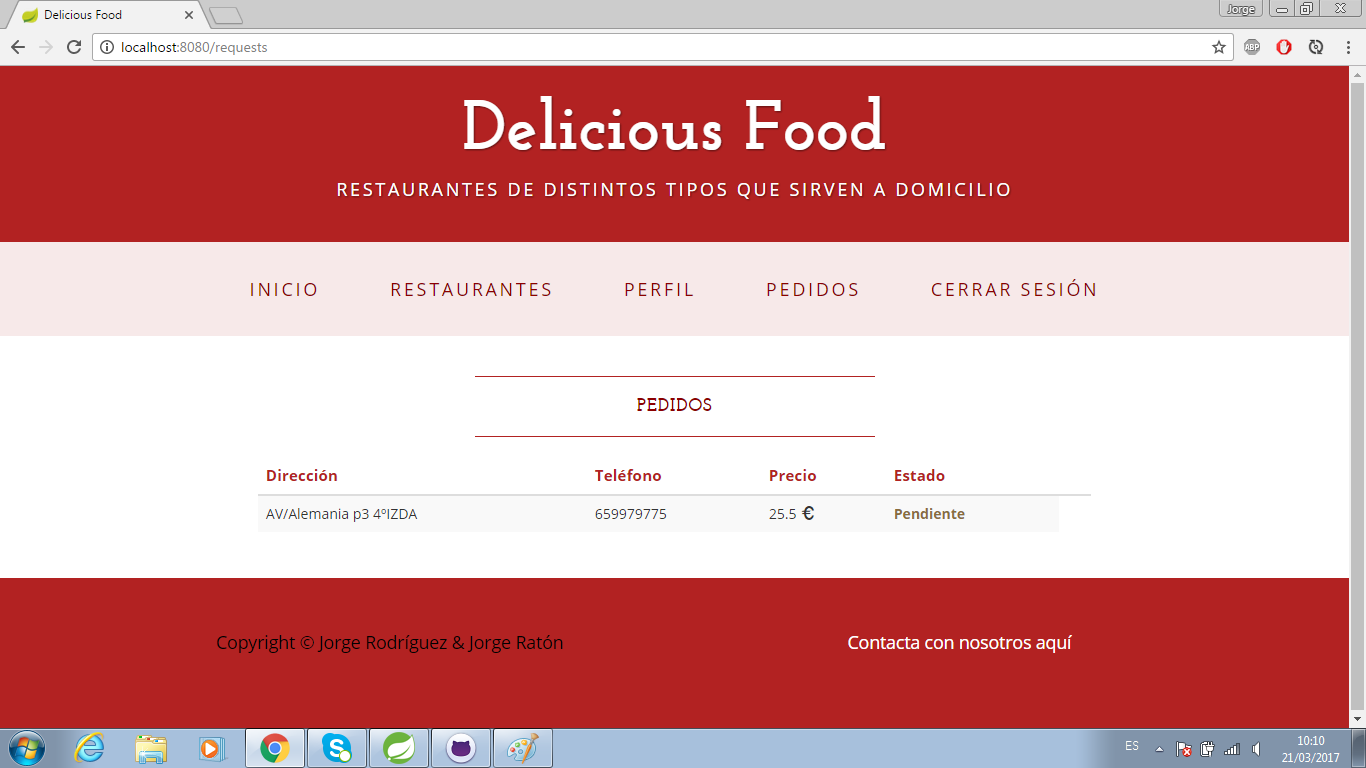 Delicious Food
Jorge
localhost:8080/requests
ABP
Delicious Food
RESTAURANTES DE DISTINTOS TIPOS QUE SIRVEN A DOMICILIO
INICIO RESTAURANTES PERFIL PEDIDOS CERRAR SESIÓN
PEDIDOS
Dirección Teléfono Precio Estado
AV/Alemania p3 4ºIZDA 659979775 25.5 € Pendiente
Copyright © Jorge Rodríguez & Jorge Ratón Contacta con nosotros aquí
ES
10:10
21/03/2017